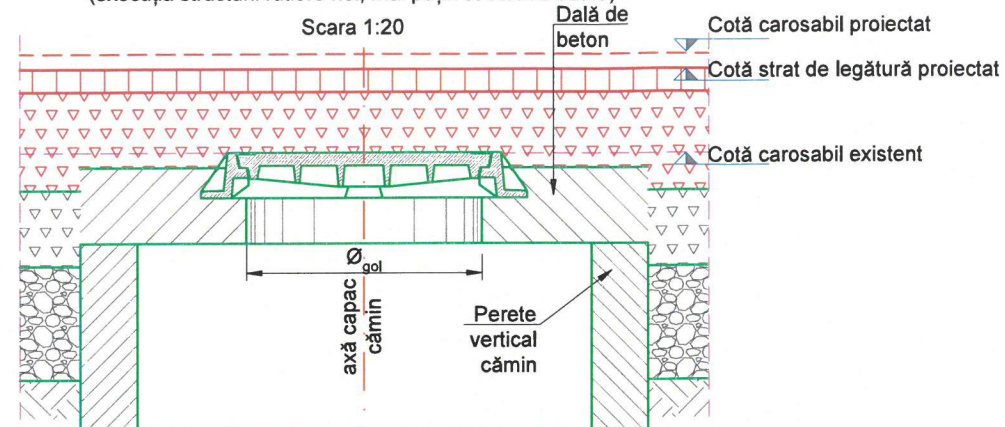 Scara 1:20
Dală de
beton
Cotă carosabil proiectat
Cotă strat de legătură proiectat
Cotă carosabil existent
Ø gol
axă capac
cămin
Perete
vertical
cămin